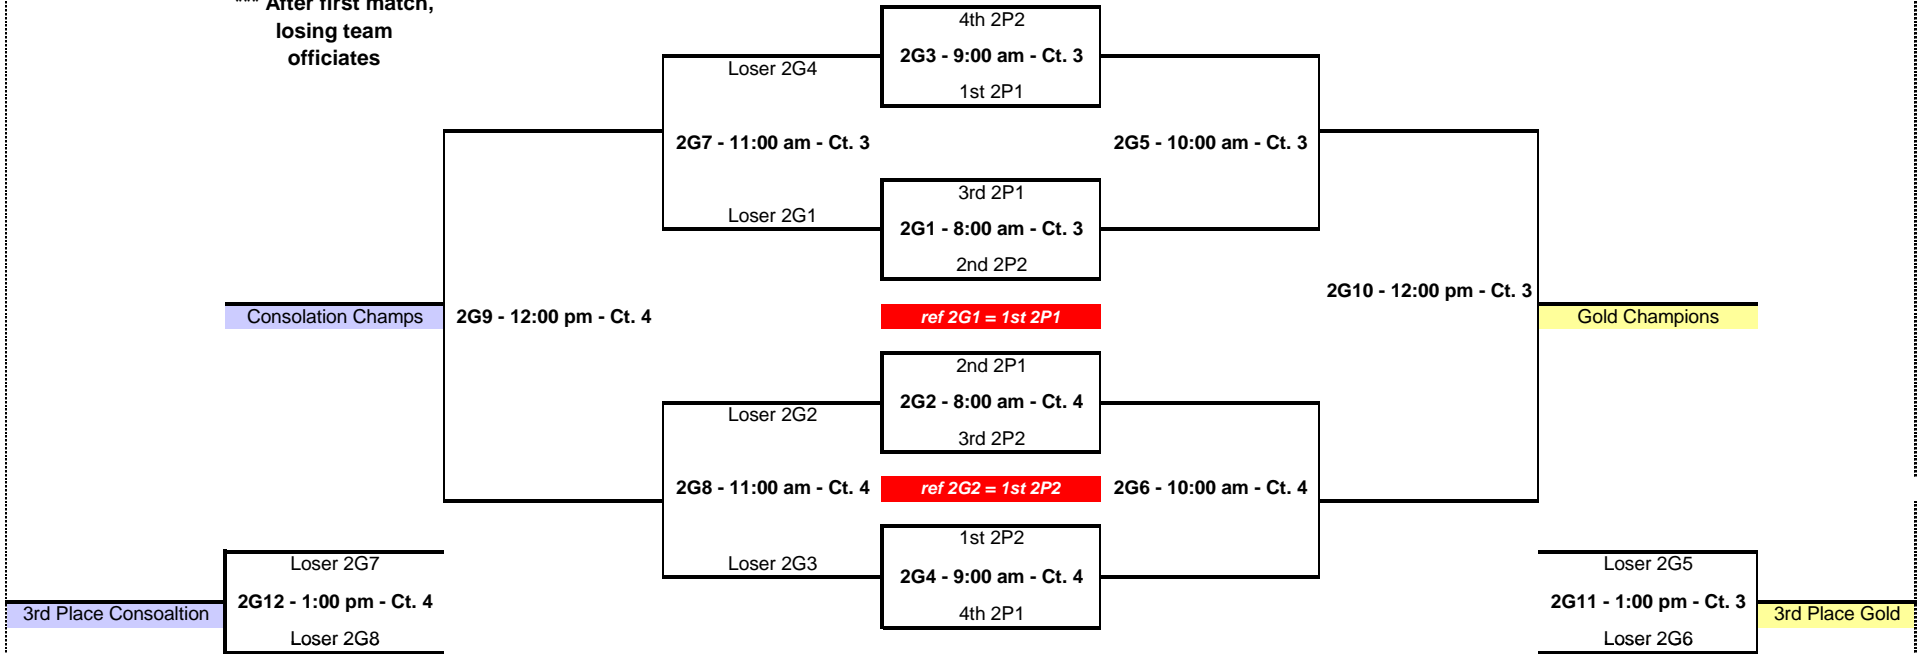 *** After first match,
losing team
officiates
4th 2P2
2G3 - 9:00 am - Ct. 3
Loser 2G4
1st 2P1
2G7 - 11:00 am - Ct. 3
2G5 - 10:00 am - Ct. 3
3rd 2P1
Loser 2G1
2G1 - 8:00 am - Ct. 3
2nd 2P2
2G10 - 12:00 pm - Ct. 3
Consolation Champs
2G9 - 12:00 pm - Ct. 4
ref 2G1 = 1st 2P1
Gold Champions
2nd 2P1
2G2 - 8:00 am - Ct. 4
Loser 2G2
3rd 2P2
2G8 - 11:00 am - Ct. 4
ref 2G2 = 1st 2P2
2G6 - 10:00 am - Ct. 4
1st 2P2
Loser 2G7
Loser 2G3
Loser 2G5
2G4 - 9:00 am - Ct. 4
2G12 - 1:00 pm - Ct. 4
2G11 - 1:00 pm - Ct. 3
3rd Place Consoaltion
4th 2P1
3rd Place Gold
Loser 2G8
Loser 2G6